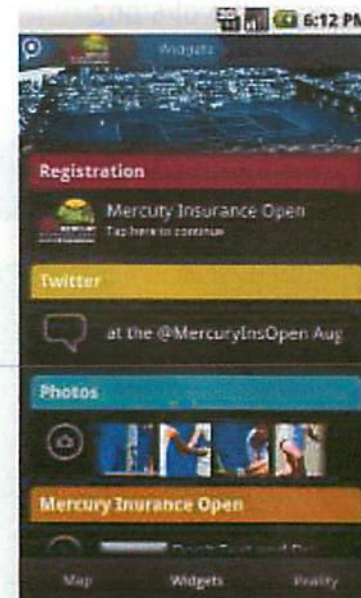 6:12 PM
Widgets
Registration
Mercuty Insurance Open
Tap here to continue
Twitter
at the @MercuryInsOpen Aug
Photos
Mercury Inurance Open
Map Widgets Reality